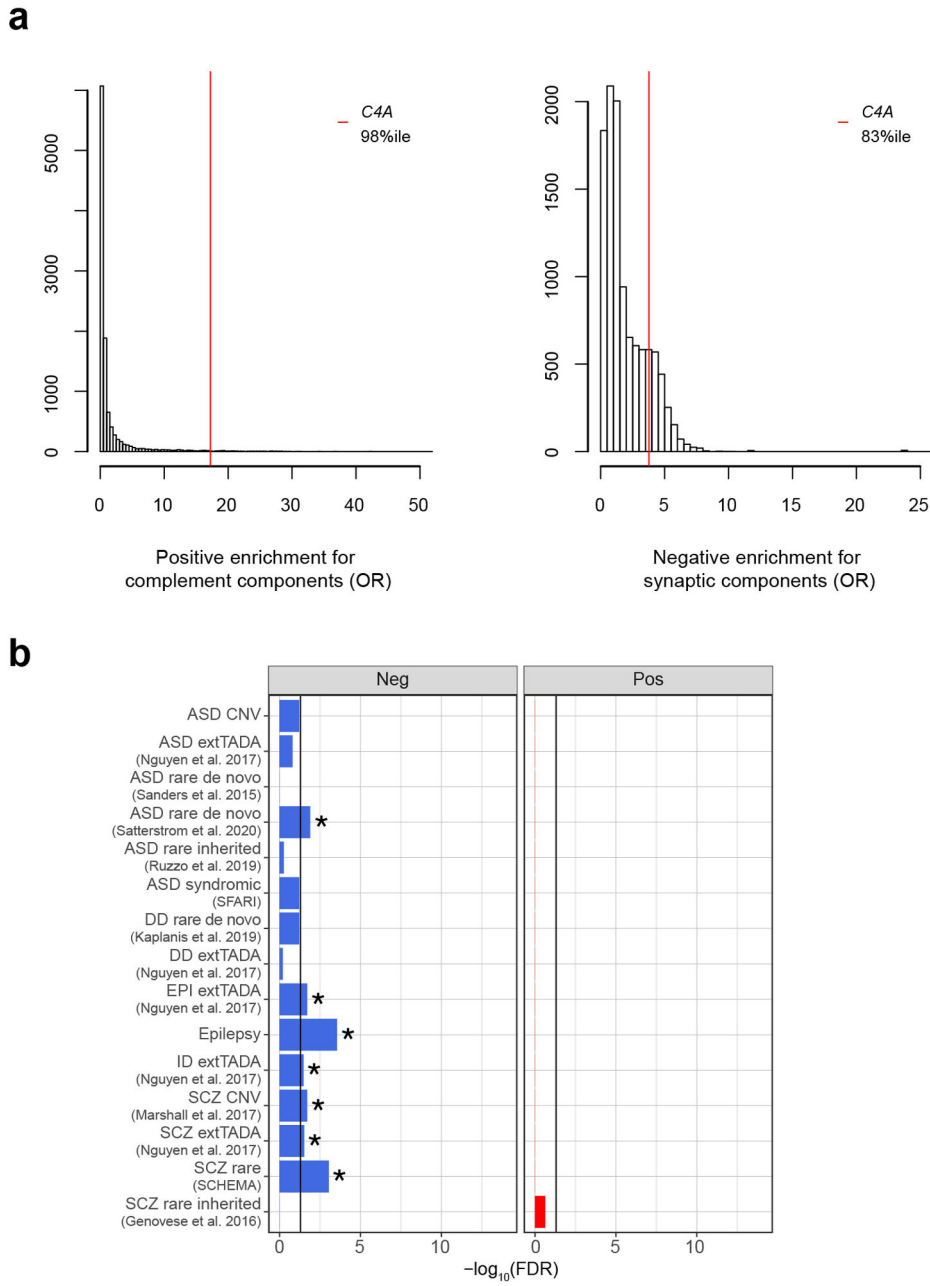 a
C4A
98%ile
5000
3000
1000
0
0 10 20 30 40 50
Positive enrichment for
complement components (OR)
C4A
83%ile
2000
1500
1000
500
0
0 5 10 15 20 25
Negative enrichment for
synaptic components (OR)
b
Neg
Pos
ASD CNV
ASD extTADA
(Nguyen et al. 2017)
ASD rare de novo
(Sanders et al. 2015)
ASD rare de novo
(Satterstrom et al. 2020)
*
ASD rare inherited
(Ruzzo et al. 2019)
ASD syndromic
(SFARI)
DD rare de novo
(Kaplanis et al. 2019)
DD extTADA
(Nguyen et al. 2017)
EPI extTADA
(Nguyen et al. 2017)
*
Epilepsy
*
ID extTADA
(Nguyen et al. 2017)
*
SCZ CNV
(Marshall et al. 2017)
*
SCZ extTADA
(Nguyen et al. 2017)
*
SCZ rare
(SCHEMA)
*
SCZ rare inherited
(Genovese et al. 2016)
0 5 10
0 5 10
−log10(FDR)